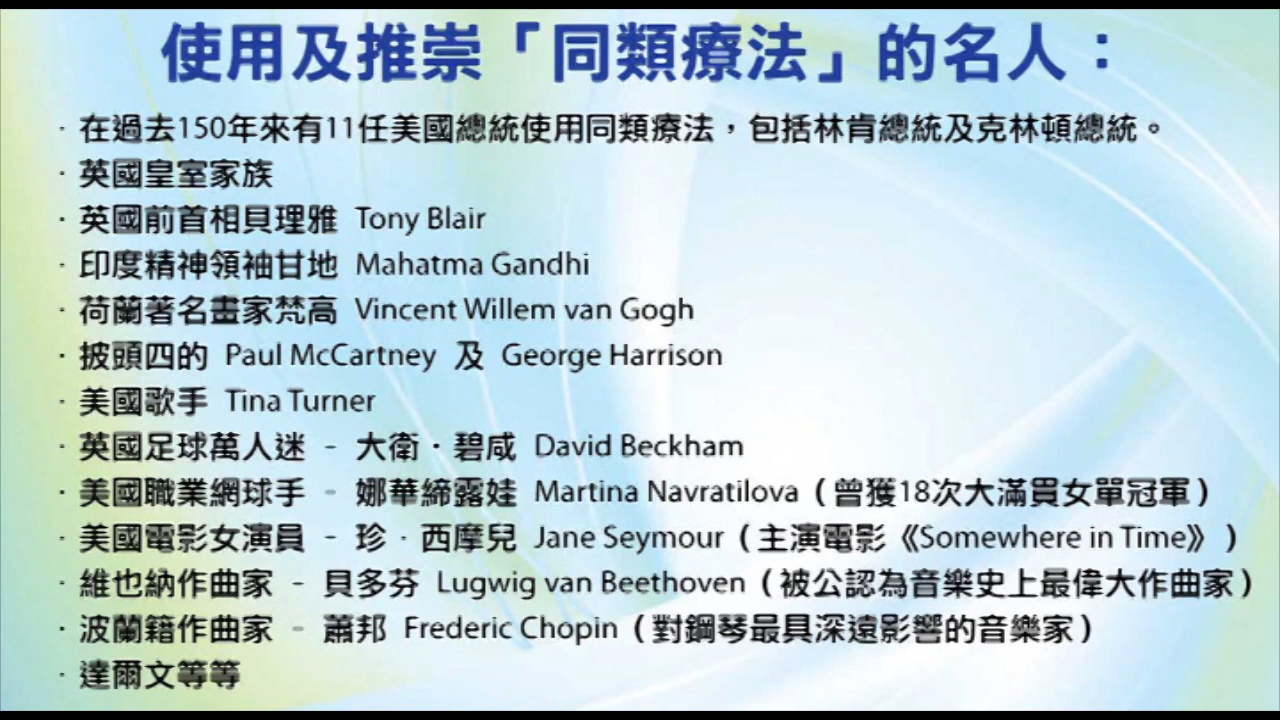 使用及推崇「同類療法」的名人：
· 在過去150年來有11任美國總統使用同類療法，包括林肯總統及克林頓總統。
· 英國皇室家族
· 英國前首相貝理雅 Tony Blair
· 印度精神領袖甘地 Mahatma Gandhi
· 荷蘭著名畫家梵高 Vincent Willem van Gogh
· 披頭四的 Paul McCartney 及 George Harrison
· 美國歌手 Tina Turner
· 英國足球萬人迷 - 大衛．碧咸 David Beckham
· 美國職業網球手 - 娜華締露娃 Martina Navratilova（曾獲18次大滿貫女單冠軍）
· 美國電影女演員 - 珍．西摩兒 Jane Seymour（主演電影《Somewhere in Time》）
· 維也納作曲家 - 貝多芬 Lugwig van Beethoven（被公認為音樂史上最偉大作曲家）
· 波蘭籍作曲家 - 蕭邦 Frederic Chopin（對鋼琴最具深遠影響的音樂家）
· 達爾文等等